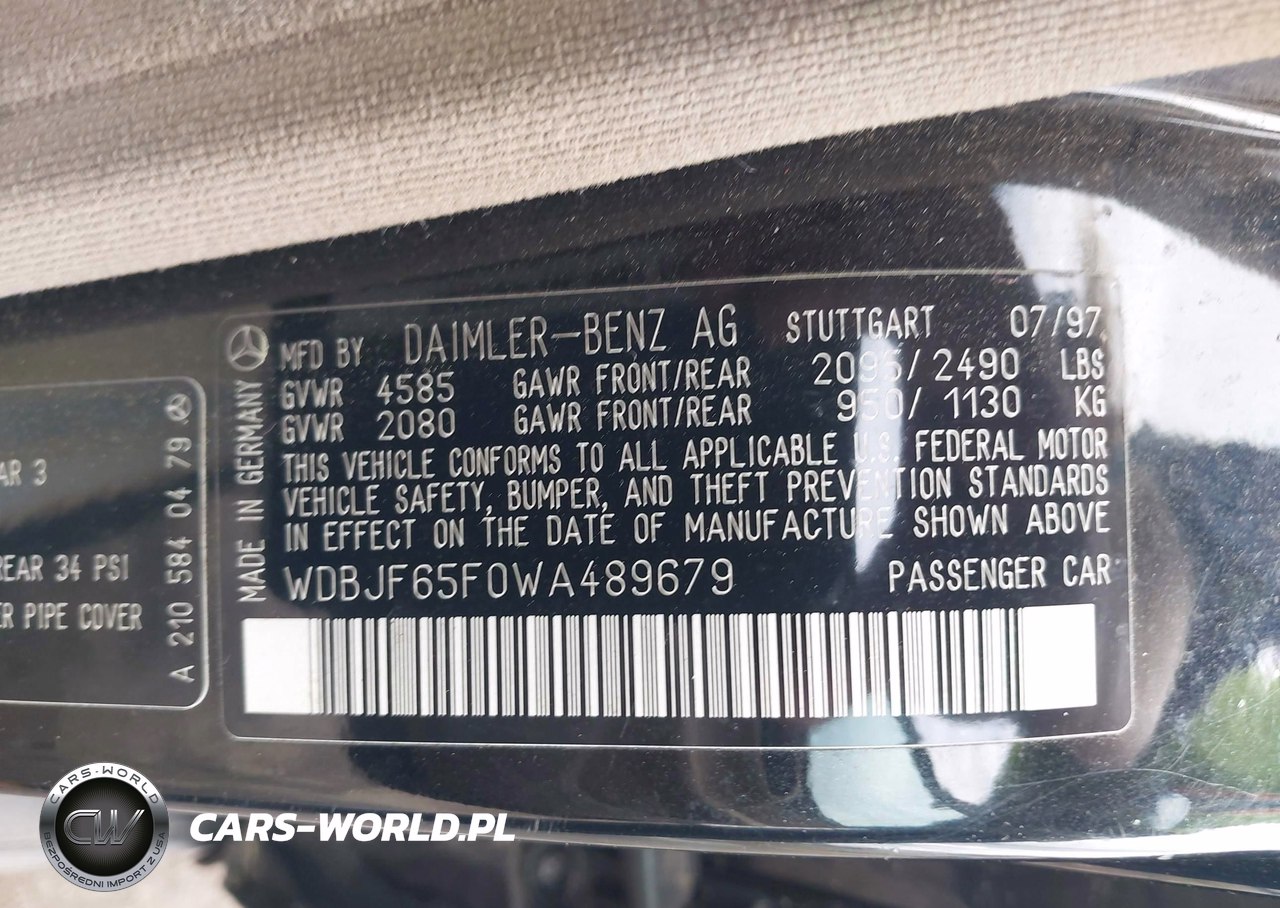 MFD BY DAIMLER-BENZ AG STUTTGART 07/97
GVWR 4585 GAWR FRONT/REAR 2095/2490 LBS
GVWR 2080 GAWR FRONT/REAR 950/1130 KG
THIS VEHICLE CONFORMS TO ALL APPLICABLE U.S. FEDERAL MOTOR
VEHICLE SAFETY, BUMPER, AND THEFT PREVENTION STANDARDS
IN EFFECT ON THE DATE OF MANUFACTURE SHOWN ABOVE
WDBJF65F0WA489679 PASSENGER CAR
MADE IN GERMANY
AR 3
REAR 34 PSI
ER PIPE COVER
A 210 584 04 79
CARS-WORLD
CW
BEZPOŚREDNI IMPORT Z USA
CARS-WORLD.PL